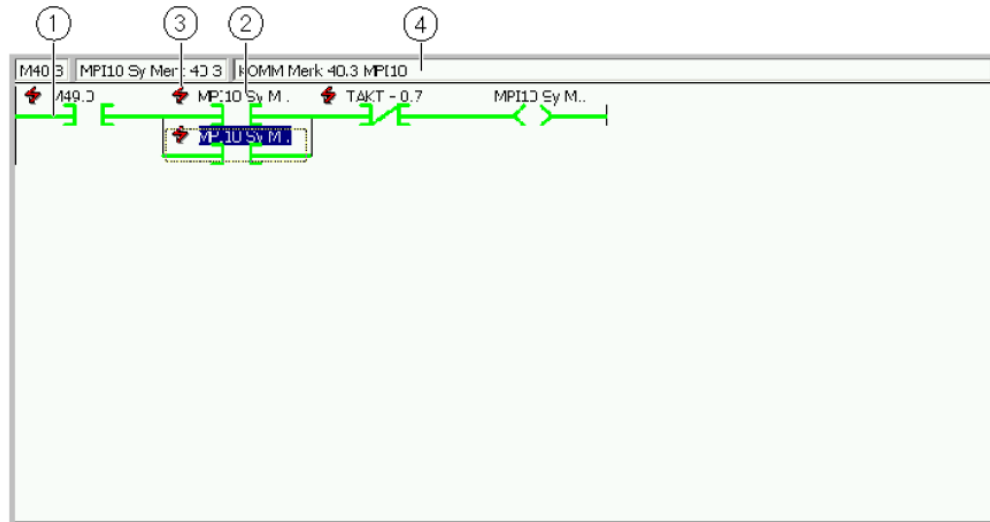 1 3 2 4
M40.3 MPI10 Sy Merk 40.3 KOMM Merk 40.3 MPI10
M49.0 MPI10 Sy M.. TAKT - 0.7 MPI10 Sy M..
MPI10 Sy M..